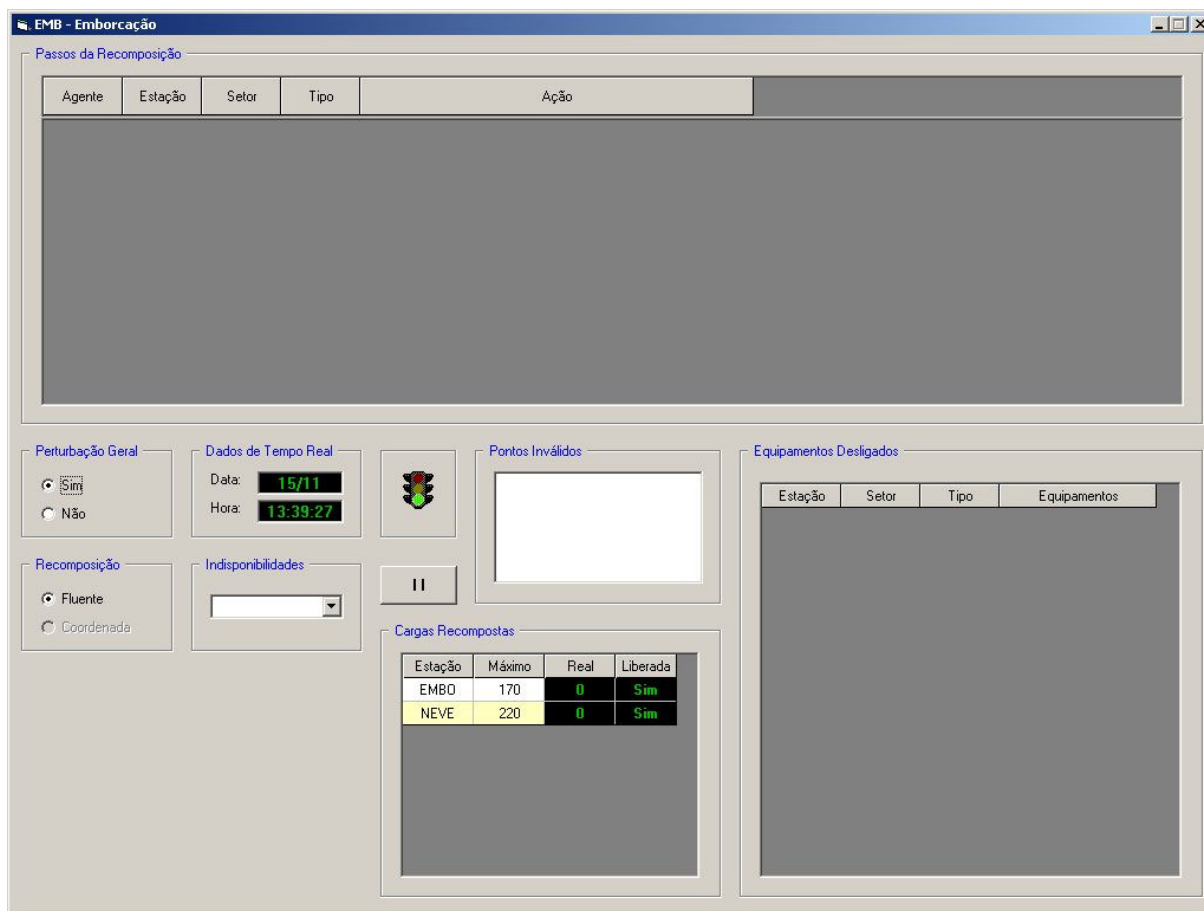 EMB - Emborcação
Passos da Recomposição
Agente Estação Setor Tipo Ação
Perturbação Geral
Sim
Não
Dados de Tempo Real
Data: 15/11
Hora: 13:39:27
Pontos Inválidos
Equipamentos Desligados
Estação Setor Tipo Equipamentos
Recomposição
Fluente
Coordenada
Indisponibilidades
Cargas Recompostas
Estação Máximo Real Liberada
EMBO 170 0 Sim
NEVE 220 0 Sim